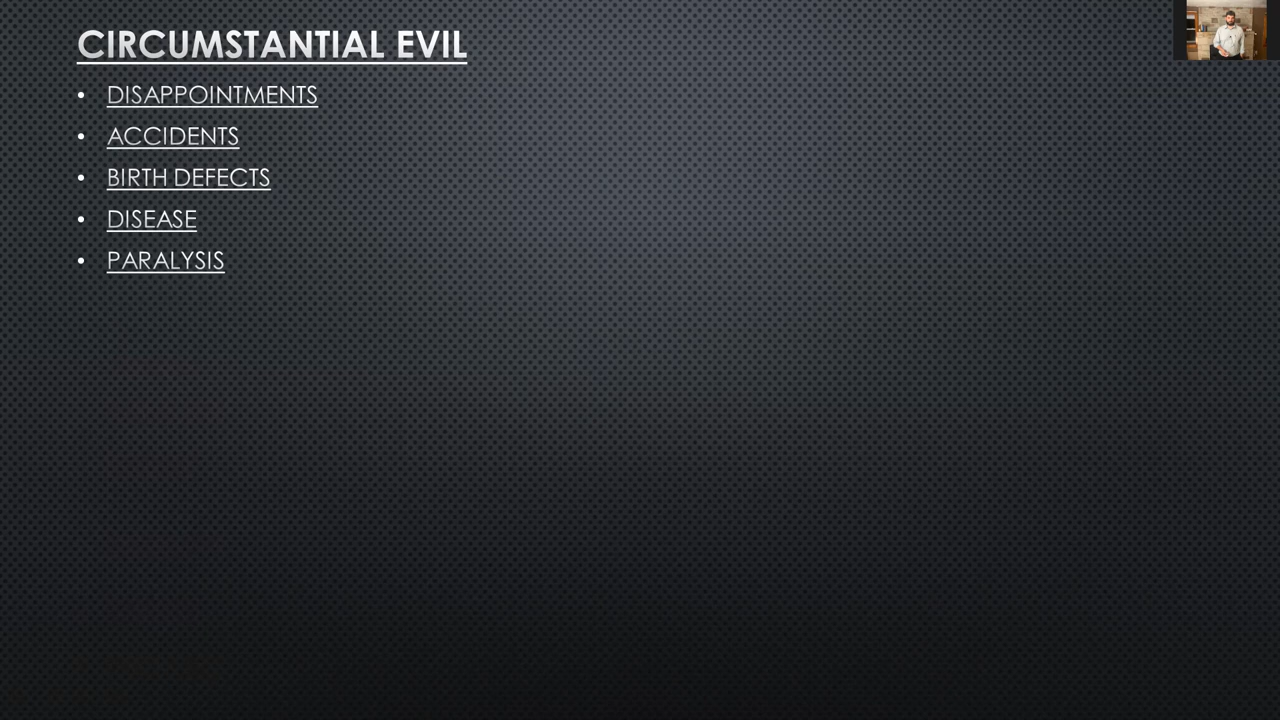 CIRCUMSTANTIAL EVIL
• DISAPPOINTMENTS
• ACCIDENTS
• BIRTH DEFECTS
• DISEASE
• PARALYSIS